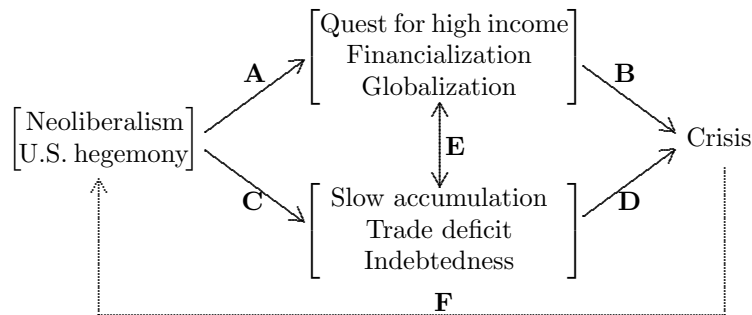 Quest for high income
Financialization
Globalization
A
B
Neoliberalism
U.S. hegemony
E
Crisis
C
D
Slow accumulation
Trade deficit
Indebtedness
F